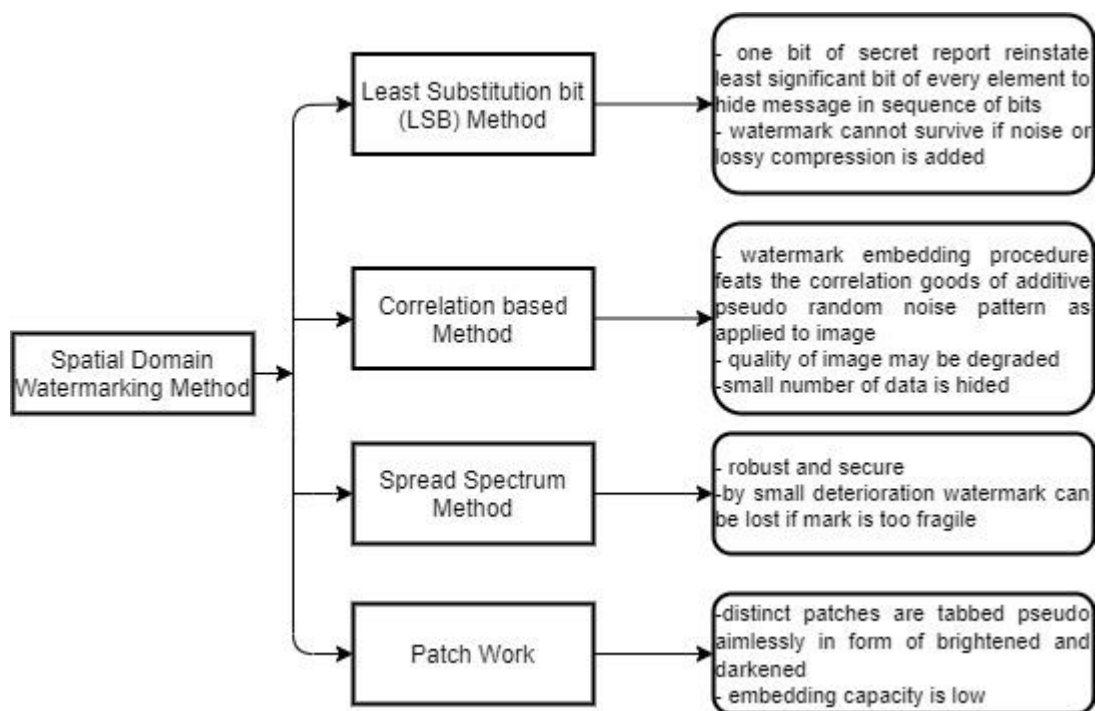 Spatial Domain
Watermarking Method
Least Substitution bit
(LSB) Method
- one bit of secret report reinstate
least significant bit of every element to
hide message in sequence of bits
- watermark cannot survive if noise or
lossy compression is added
Correlation based
Method
- watermark embedding procedure
feats the correlation goods of additive
pseudo random noise pattern as
applied to image
- quality of image may be degraded
-small number of data is hided
Spread Spectrum
Method
- robust and secure
-by small deterioration watermark can
be lost if mark is too fragile
Patch Work
-distinct patches are tabbed pseudo
aimlessly in form of brightened and
darkened
- embedding capacity is low